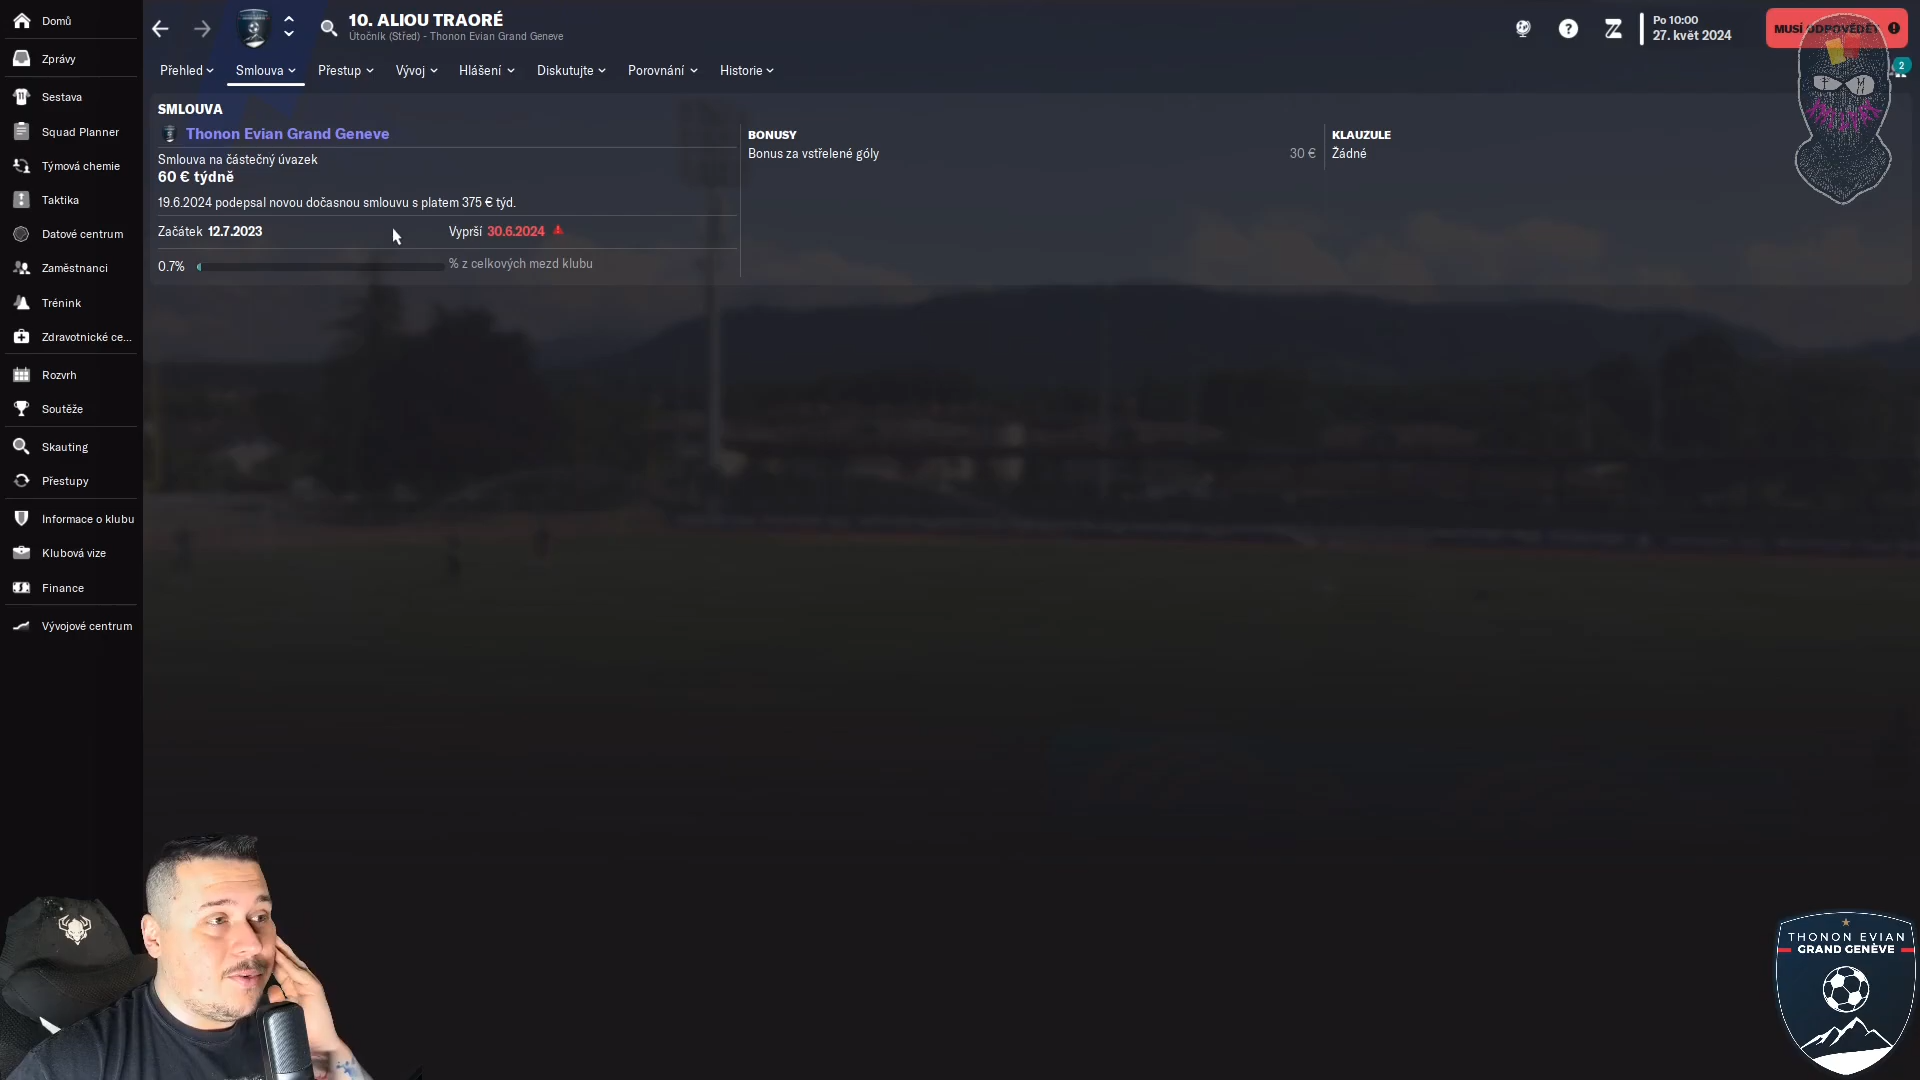 Domů
Zprávy
Sestava
Squad Planner
Týmová chemie
Taktika
Datové centrum
Zaměstnanci
Trénink
Zdravotnické ce...
Rozvrh
Soutěže
Skauting
Přestupy
Informace o klubu
Klubová vize
Finance
Vývojové centrum
10. ALIOU TRAORÉ
Útočník (Střed) - Thonon Evian Grand Geneve
Po 10:00
27. květ 2024
MUSÍ ODPOVĚDĚT
2
Přehled
Smlouva
Přestup
Vývoj
Hlášení
Diskutujte
Porovnání
Historie
SMLOUVA
Thonon Evian Grand Geneve
Smlouva na částečný úvazek
60 € týdně
19.6.2024 podepsal novou dočasnou smlouvu s platem 375 € týd.
Začátek 12.7.2023
Vyprší 30.6.2024
0.7%
% z celkových mezd klubu
BONUSY
Bonus za vstřelené góly
30 €
KLAUZULE
Žádné
THONON EVIAN
GRAND GENÈVE